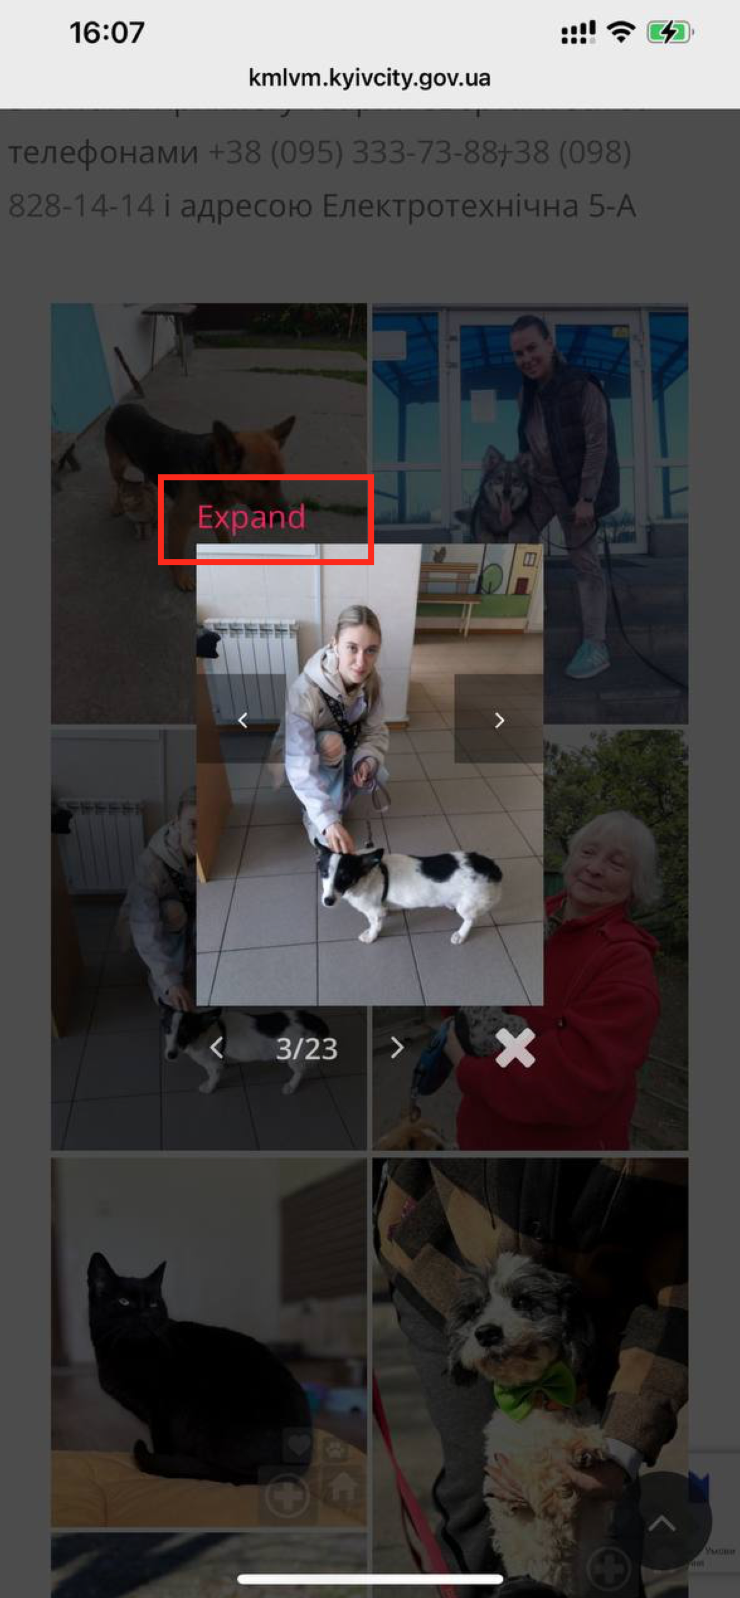 16:07
kmlvm.kyivcity.gov.ua
телефонами +38 (095) 333-73-88,+38 (098)
828-14-14 і адресою Електротехнічна 5-А
Expand
3/23
Умови